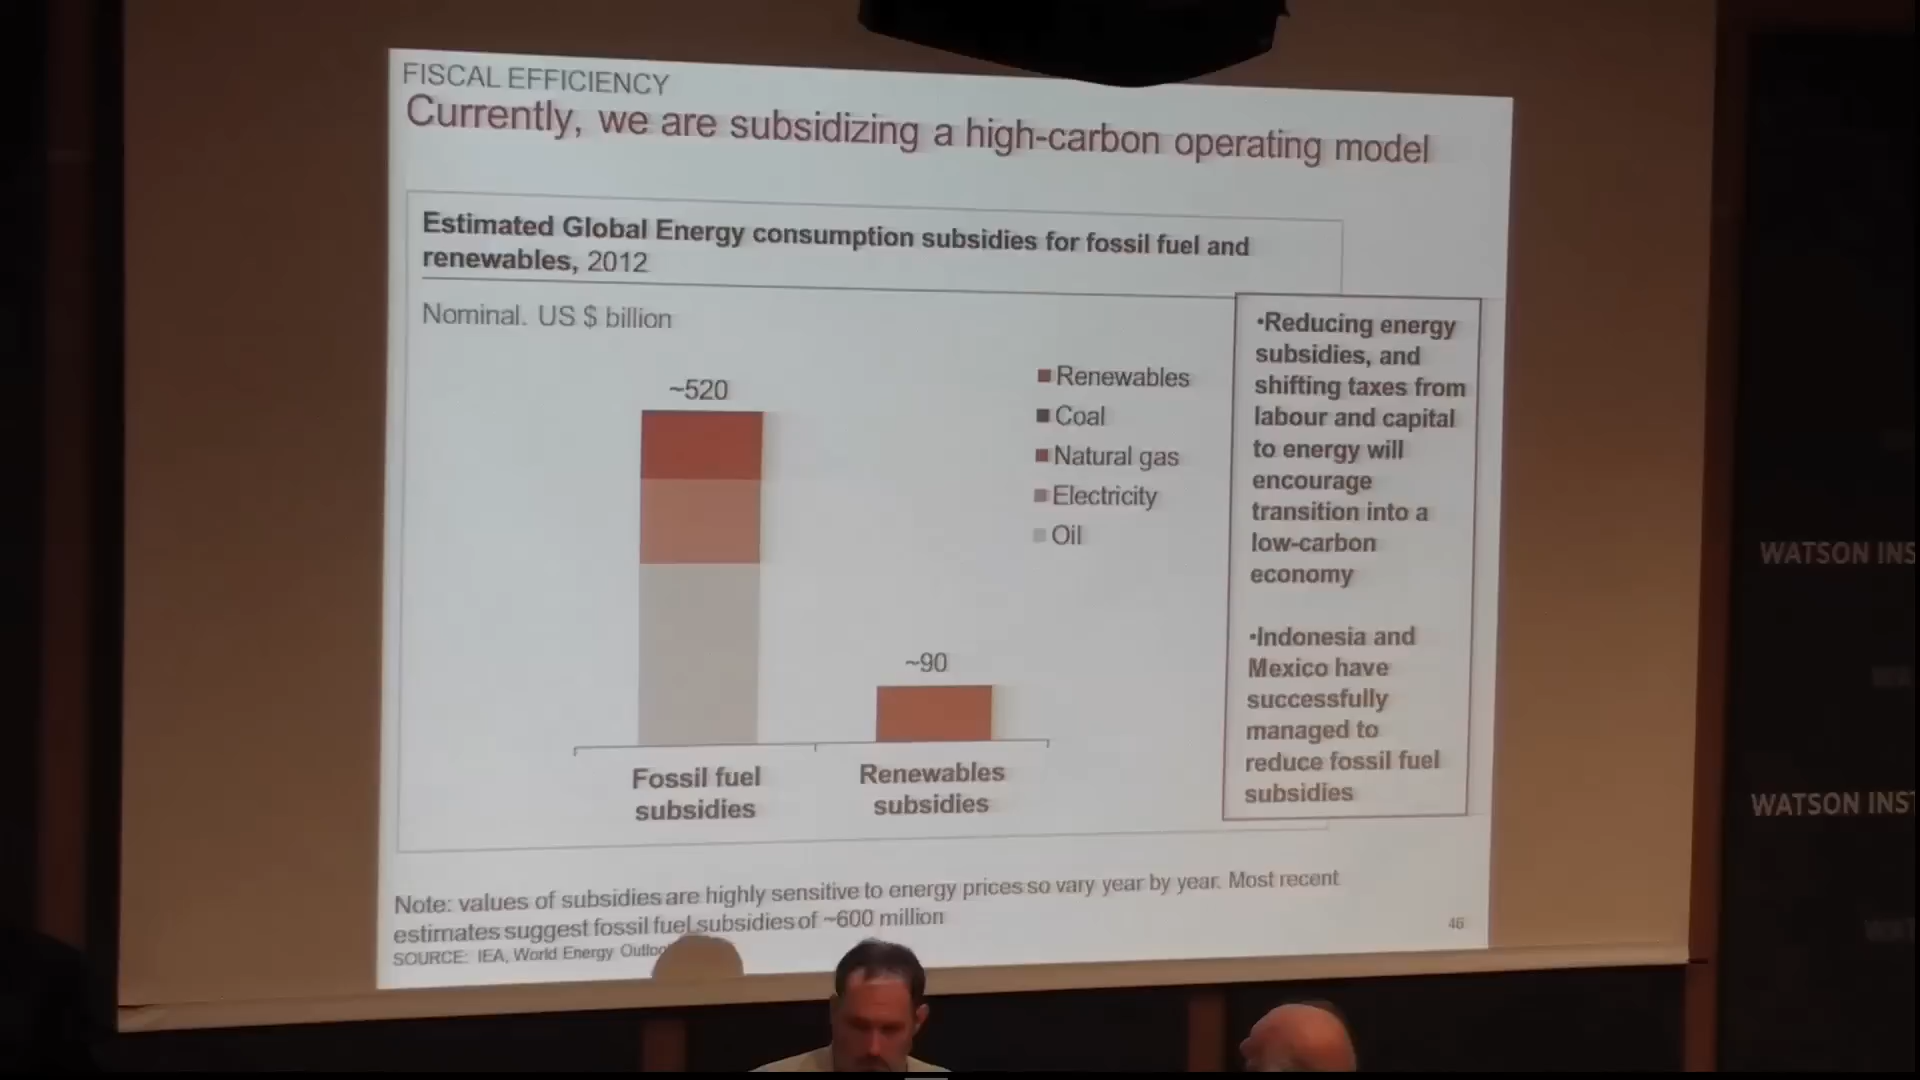 FISCAL EFFICIENCY
Currently, we are subsidizing a high-carbon operating model
Estimated Global Energy consumption subsidies for fossil fuel and
renewables, 2012
Nominal. US $ billion
~520
~90
Fossil fuel
subsidies
Renewables
subsidies
■Renewables
■Coal
■Natural gas
■Electricity
■Oil
•Reducing energy
subsidies, and
shifting taxes from
labour and capital
to energy will
encourage
transition into a
low-carbon
economy
•Indonesia and
Mexico have
successfully
managed to
reduce fossil fuel
subsidies
Note: values of subsidies are highly sensitive to energy prices so vary year by year. Most recent
estimates suggest fossil fuel subsidies of ~600 million
SOURCE: IEA, World Energy
46
WATSON INS
WATSON INST